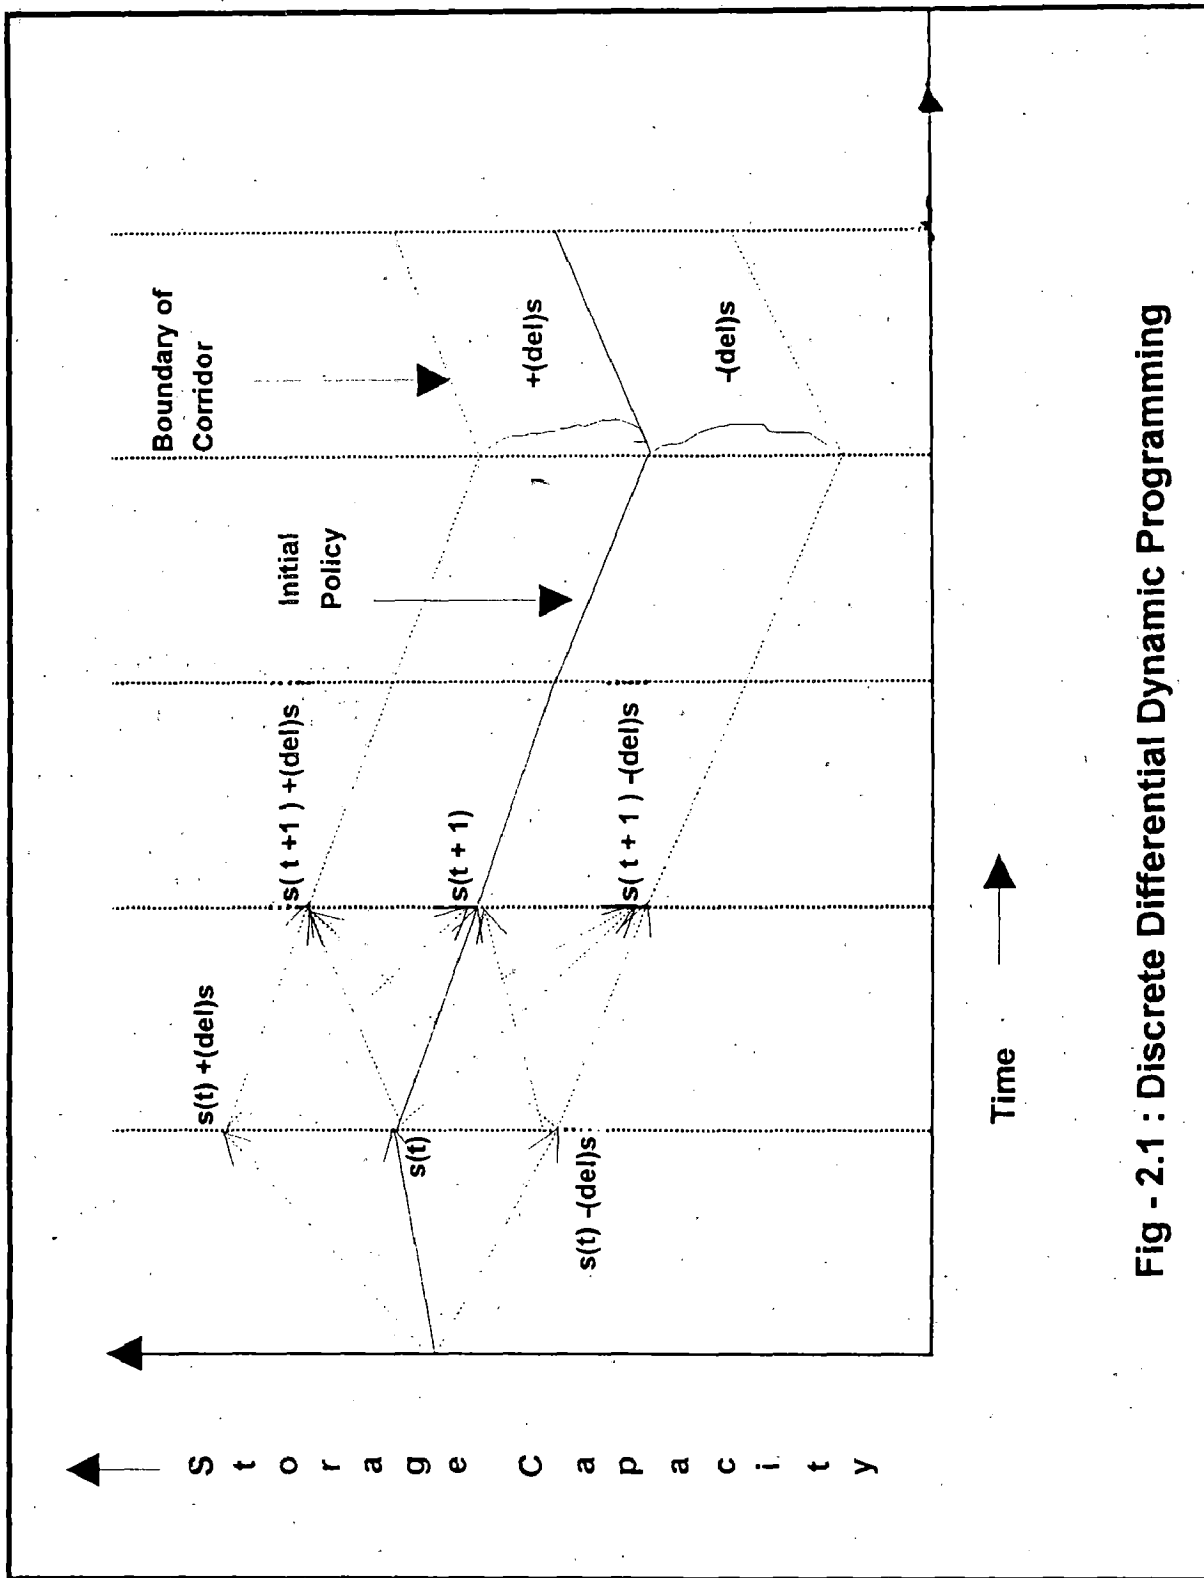 Boundary of
Corridor
Initial
Policy
s(t) +(del)s
s( t +1 ) +(del)s
+(del)s
s(t)
s(t + 1)
-(del)s
s(t) -(del)s
s( t + 1 ) -(del)s
Storage Capacity
Time
Fig - 2.1 : Discrete Differential Dynamic Programming